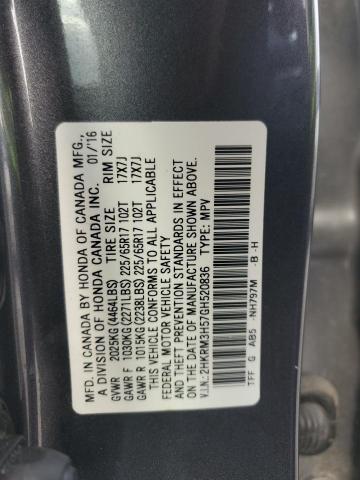 MFD. IN CANADA BY HONDA OF CANADA MFG.,
A DIVISION OF HONDA CANADA INC. 01/'16
GVWR 2025KG(4464LBS) TIRE SIZE RIM SIZE
GAWR F 1030KG(2271LBS) 225/65R17 102T 17X7J
GAWR R 1015KG(2238LBS) 225/65R17 102T 17X7J
THIS VEHICLE CONFORMS TO ALL APPLICABLE
FEDERAL MOTOR VEHICLE SAFETY
AND THEFT PREVENTION STANDARDS IN EFFECT
ON THE DATE OF MANUFACTURE SHOWN ABOVE.
V.I.N.: 2HKRM3H57GH520836 TYPE: MPV
TFF G AB5 NH797M -B -H